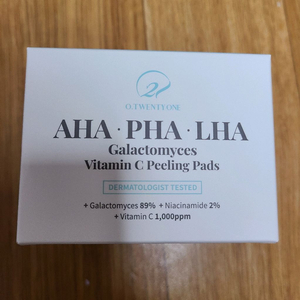 21
O.TWENTYONE
AHA · PHA · LHA
Galactomyces
Vitamin C Peeling Pads
DERMATOLOGIST TESTED
+ Galactomyces 89% + Niacinamide 2%
+ Vitamin C 1,000ppm